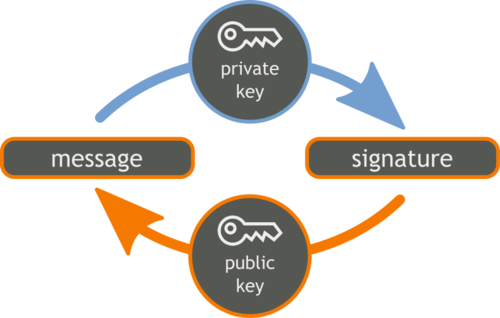 private
key
message
signature
public
key